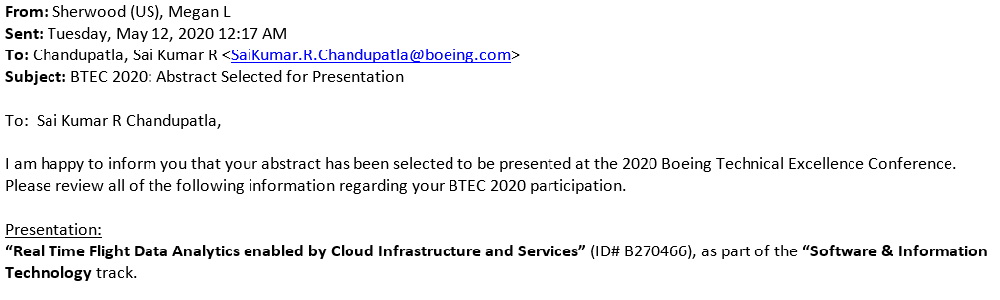 From: Sherwood (US), Megan L
Sent: Tuesday, May 12, 2020 12:17 AM
To: Chandupatla, Sai Kumar R <SaiKumar.R.Chandupatla@boeing.com>
Subject: BTEC 2020: Abstract Selected for Presentation
To:  Sai Kumar R Chandupatla,
I am happy to inform you that your abstract has been selected to be presented at the 2020 Boeing Technical Excellence Conference.
Please review all of the following information regarding your BTEC 2020 participation.
Presentation:
“Real Time Flight Data Analytics enabled by Cloud Infrastructure and Services” (ID# B270466), as part of the “Software & Information
Technology track.